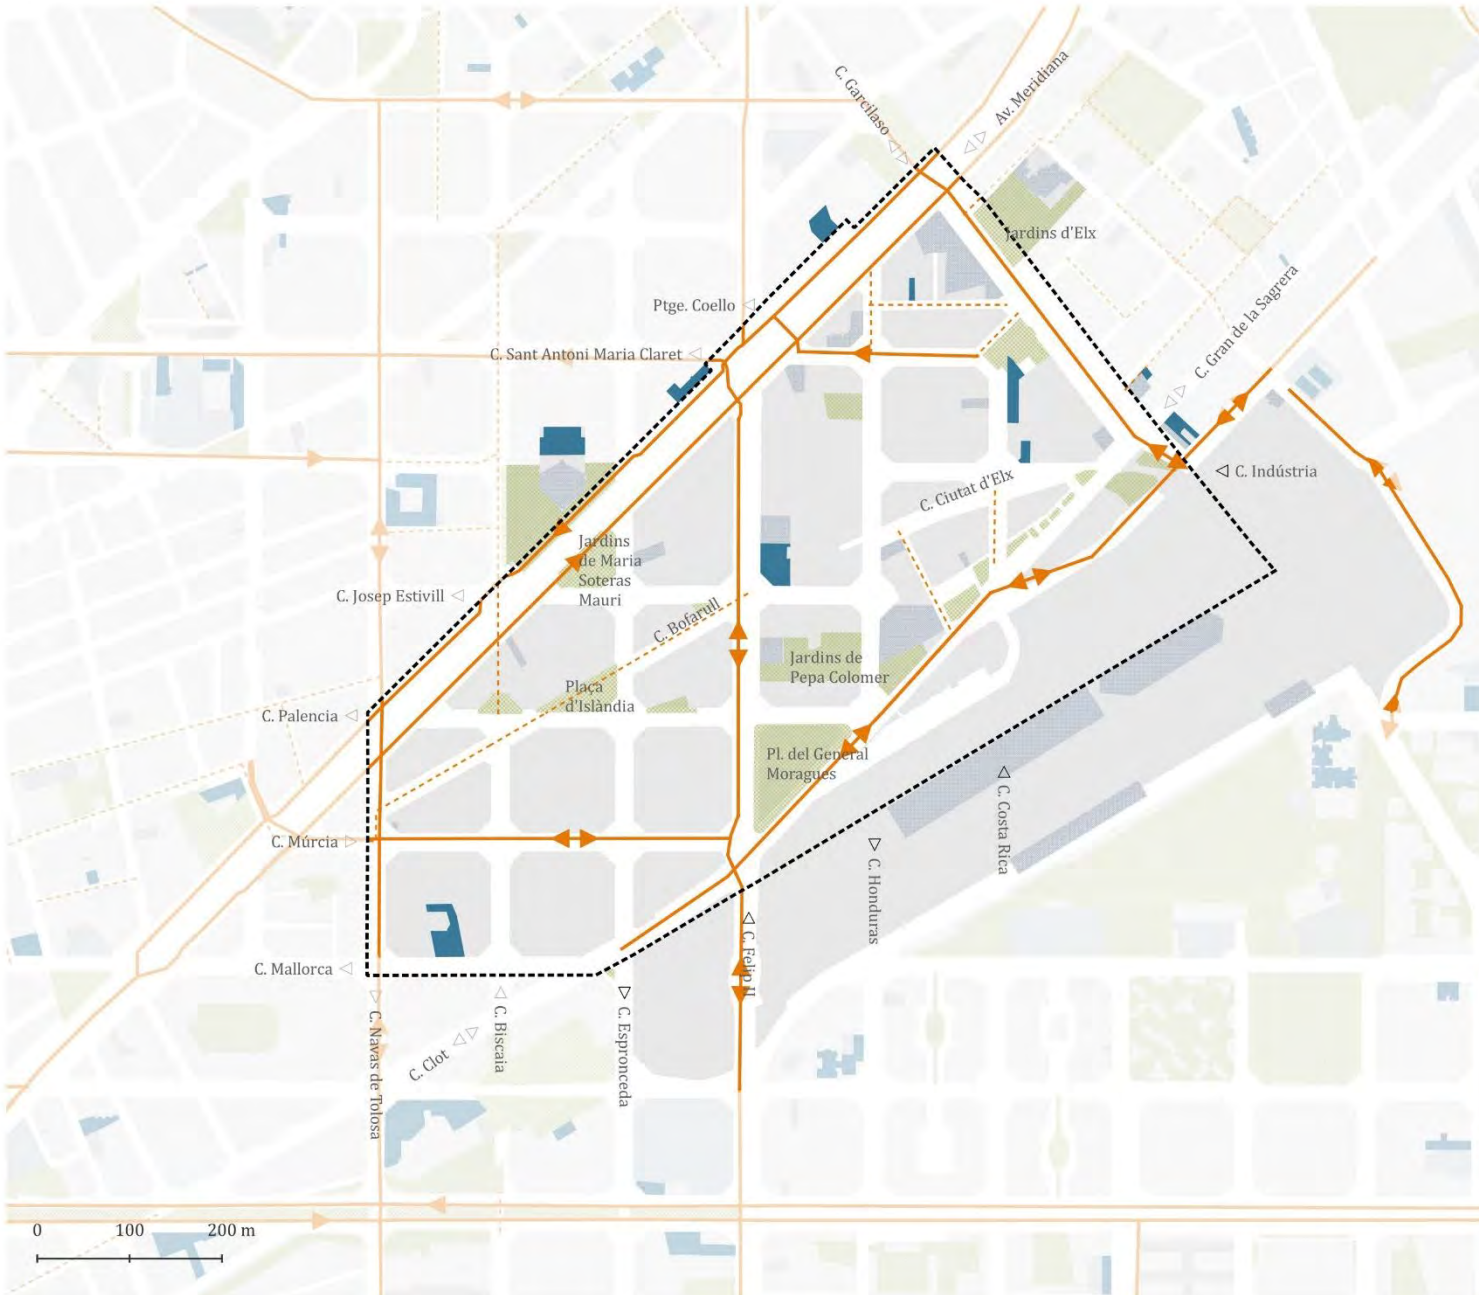 C. Garcilaso
Av. Meridiana
Jardins d'Elx
Ptge. Coello
C. Gran de la Sagrera
C. Sant Antoni Maria Claret
C. Indústria
C. Ciutat d'Elx
Jardins
de Maria
Soteras
Mauri
C. Josep Estivill
C. Bofarull
Jardins de
Pepa Colomer
Plaça
d'Islàndia
C. Palencia
Pl. del General
Moragues
C. Costa Rica
C. Múrcia
C. Honduras
C. Felip II
C. Mallorca
C. Navas de Tolosa
C. Clot
C. Biscaia
C. Espronceda
0 100 200 m